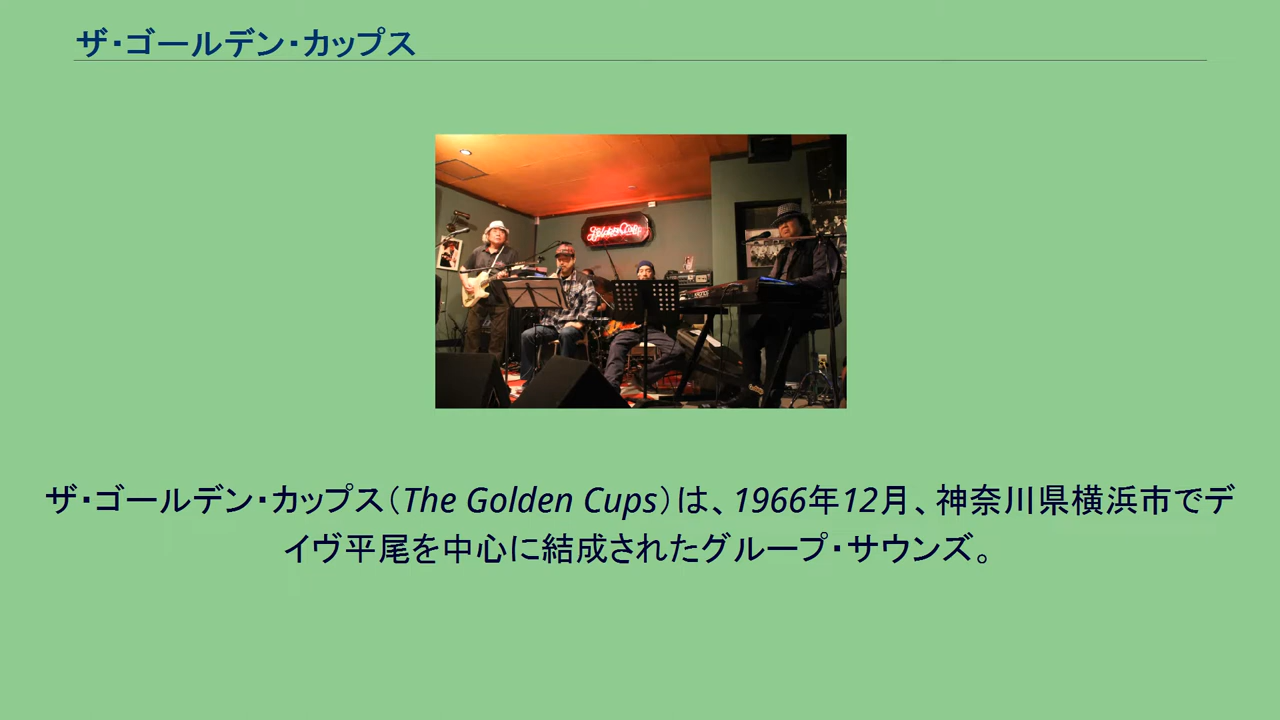 ザ・ゴールデン・カップス
Golden Cups
ザ・ゴールデン・カップス（The Golden Cups）は、1966年12月、神奈川県横浜市でデ
イヴ平尾を中心に結成されたグループ・サウンズ。